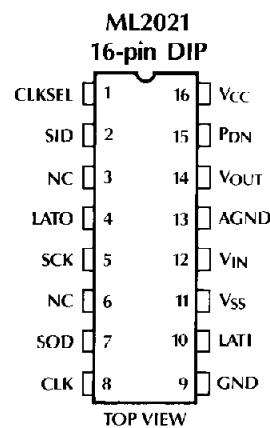 ML2021
16-pin DIP
CLKSEL 1 16 VCC
SID 2 15 PDN
NC 3 14 VOUT
LATO 4 13 AGND
SCK 5 12 VIN
NC 6 11 VSS
SOD 7 10 LATI
CLK 8 9 GND
TOP VIEW